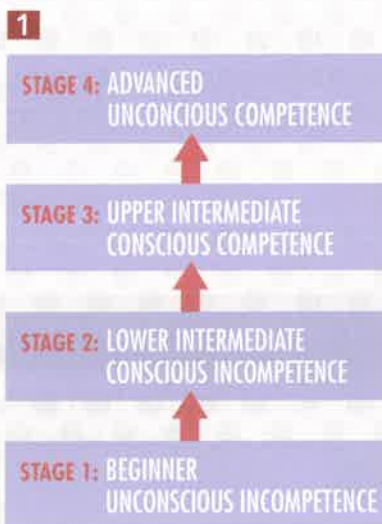 1
STAGE 4: ADVANCED
UNCONCIOUS COMPETENCE
STAGE 3: UPPER INTERMEDIATE
CONSCIOUS COMPETENCE
STAGE 2: LOWER INTERMEDIATE
CONSCIOUS INCOMPETENCE
STAGE 1: BEGINNER
UNCONSCIOUS INCOMPETENCE